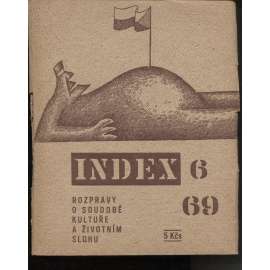 INDEX 6
69
ROZPRAVY
O SOUDOBÉ
KULTUŘE
A ŽIVOTNÍM
SLOHU
5 Kčs